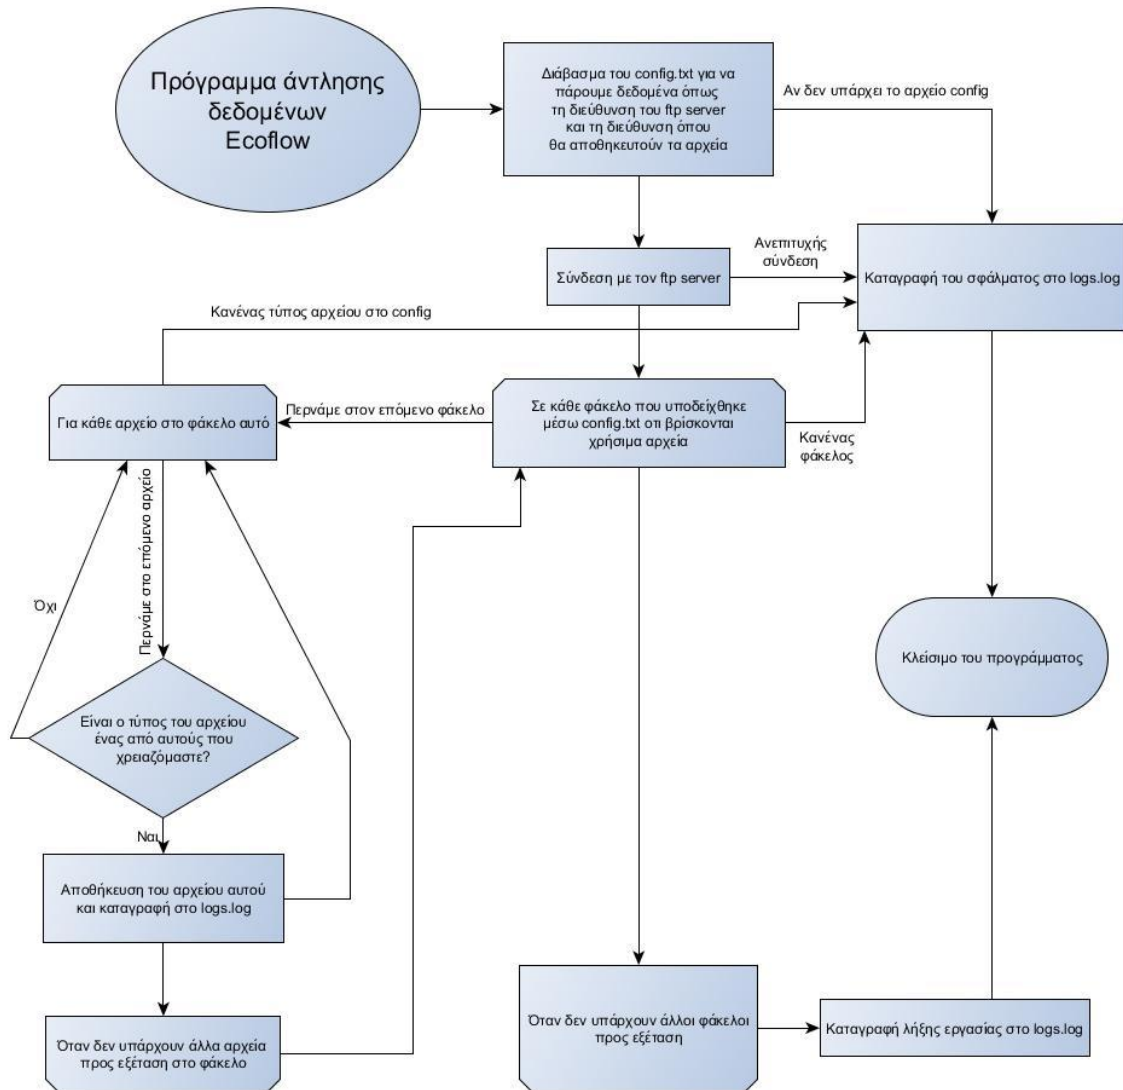 Πρόγραμμα άντλησης
δεδομένων
Ecoflow
Διάβασμα του config.txt για να
πάρουμε δεδομένα όπως
τη διεύθυνση του ftp server
και τη διεύθυνση όπου
θα αποθηκευτούν τα αρχεία
Αν δεν υπάρχει το αρχείο config
Σύνδεση με τον ftp server
Ανεπιτυχής
σύνδεση
Καταγραφή του σφάλματος στο logs.log
Κανένας τύπος αρχείου στο config
Για κάθε αρχείο στο φάκελο αυτό
Περνάμε στον επόμενο φάκελο
Σε κάθε φάκελο που υποδείχθηκε
μέσω config.txt οτι βρίσκονται
χρήσιμα αρχεία
Κανένας
φάκελος
Περνάμε στο επόμενο αρχείο
Όχι
Είναι ο τύπος του αρχείου
ένας από αυτούς που
χρειαζόμαστε?
Ναι
Κλείσιμο του προγράμματος
Αποθήκευση του αρχείου αυτού
και καταγραφή στο logs.log
Όταν δεν υπάρχουν άλλα αρχεία
προς εξέταση στο φάκελο
Όταν δεν υπάρχουν άλλοι φάκελοι
προς εξέταση
Καταγραφή λήξης εργασίας στο logs.log